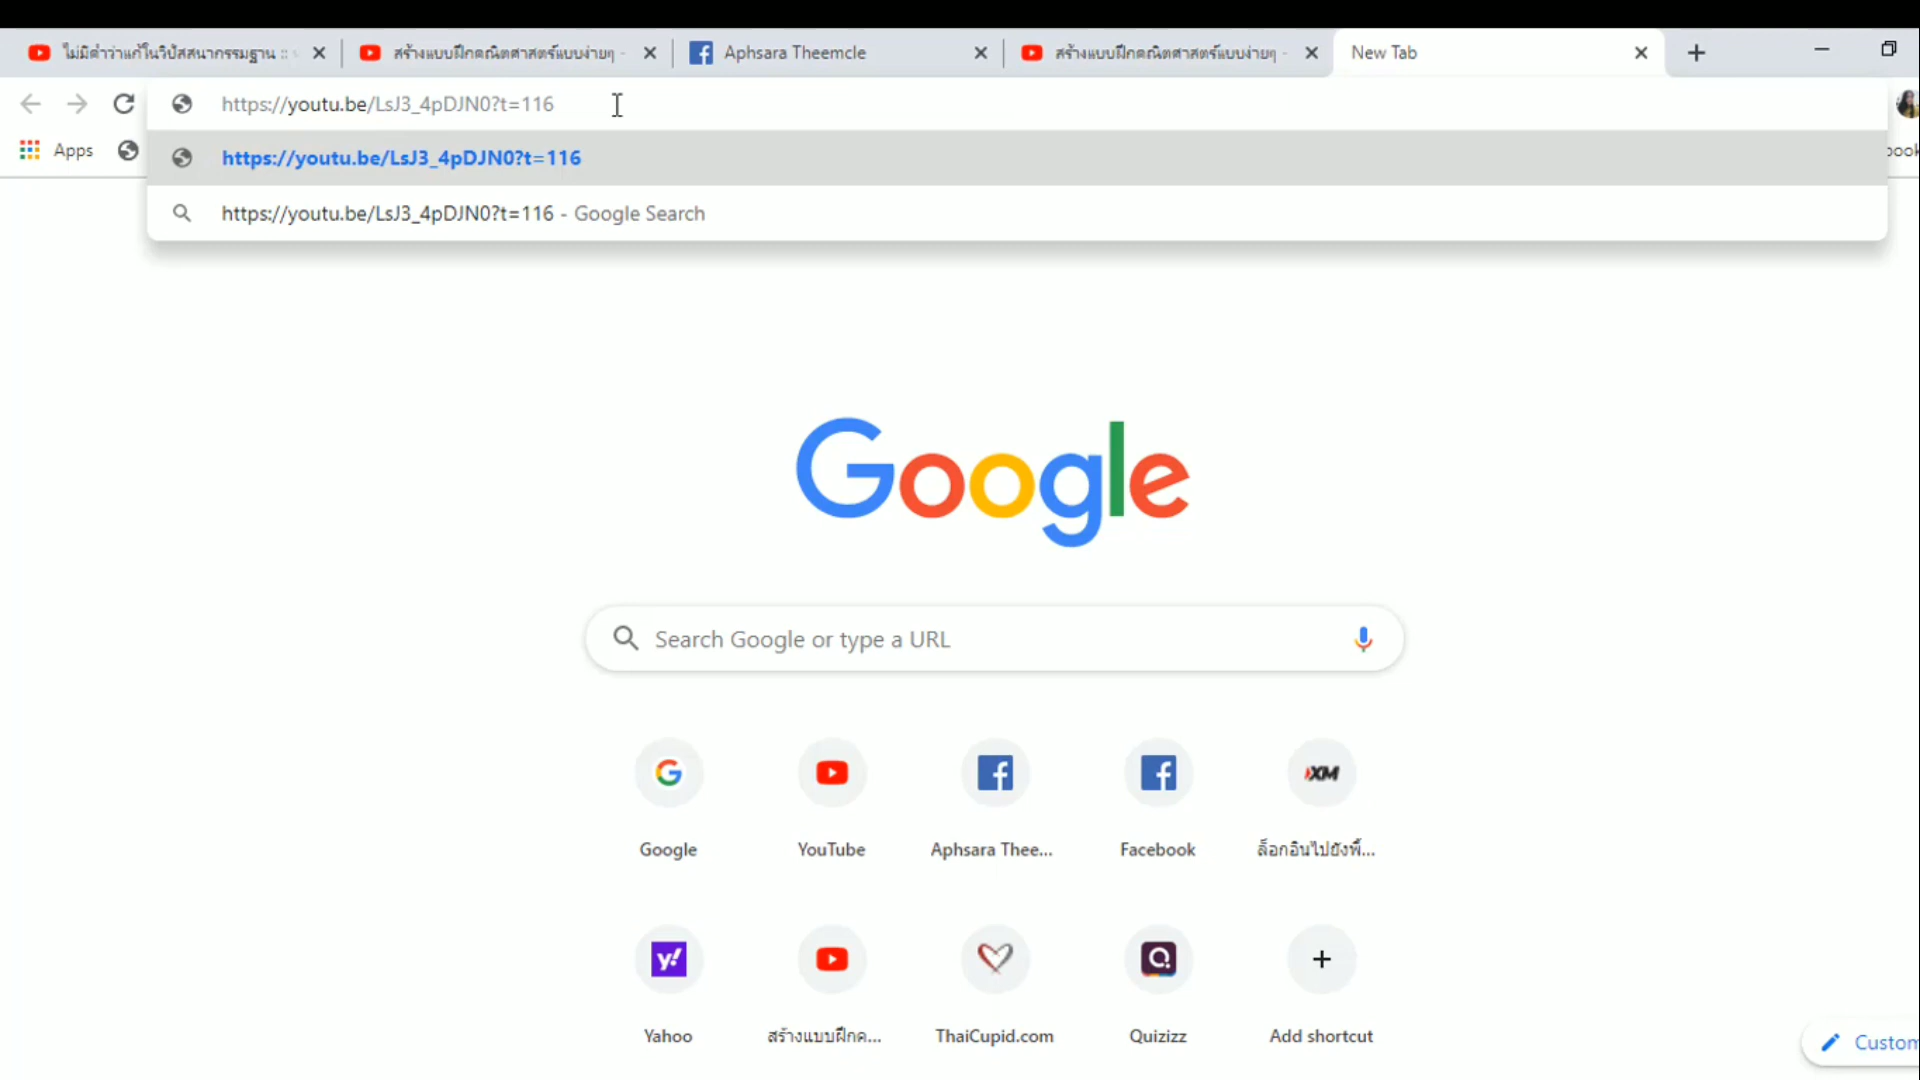 ไม่มีคำว่าแก้ในวิปัสสนากรรมฐาน ::
สร้างแบบฝึกคณิตศาสตร์แบบง่ายๆ -
Aphsara Theemcle
สร้างแบบฝึกคณิตศาสตร์แบบง่ายๆ -
New Tab
https://youtu.be/LsJ3_4pDJN0?t=116
Apps
https://youtu.be/LsJ3_4pDJN0?t=116
https://youtu.be/LsJ3_4pDJN0?t=116 - Google Search
Google
Search Google or type a URL
Google
YouTube
Aphsara Thee...
Facebook
XM
ล็อกอินไปยังพื้...
Yahoo
สร้างแบบฝึกค...
ThaiCupid.com
Quizizz
Add shortcut
Custom